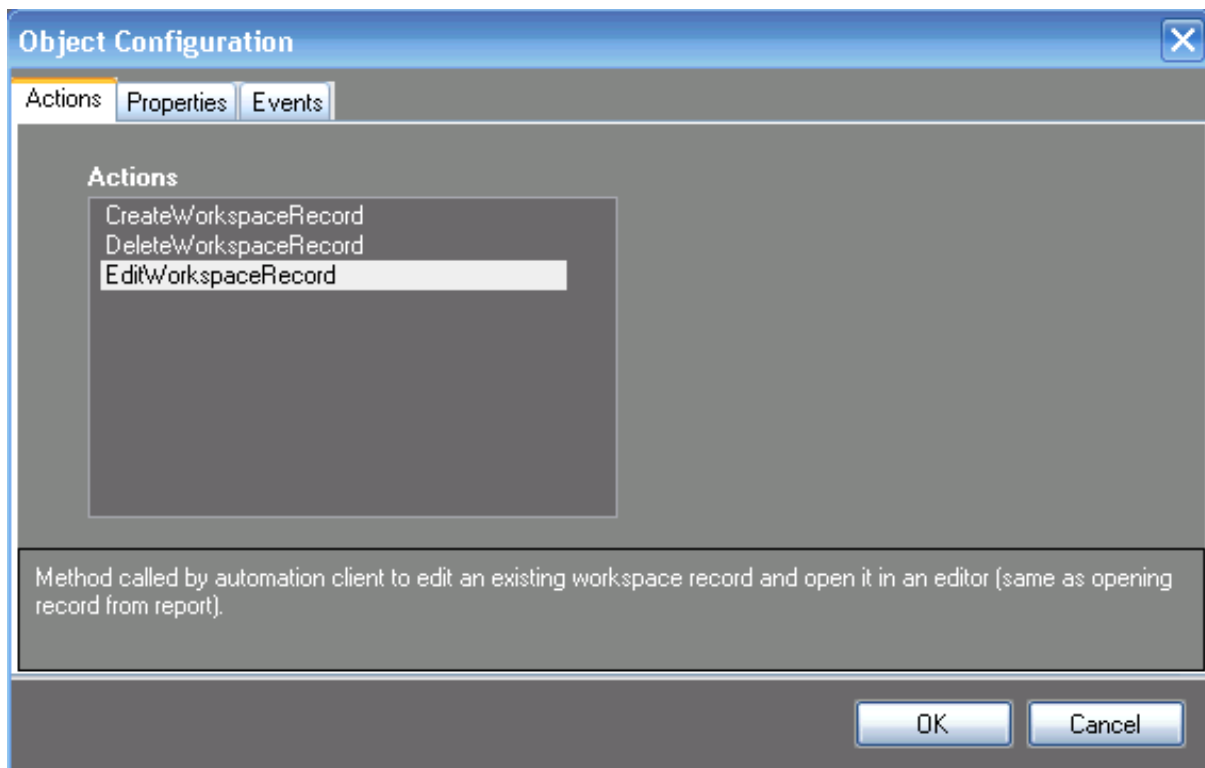 Object Configuration
Actions Properties Events
Actions
CreateWorkspaceRecord
DeleteWorkspaceRecord
EditWorkspaceRecord
Method called by automation client to edit an existing workspace record and open it in an editor (same as opening
record from report).
OK Cancel